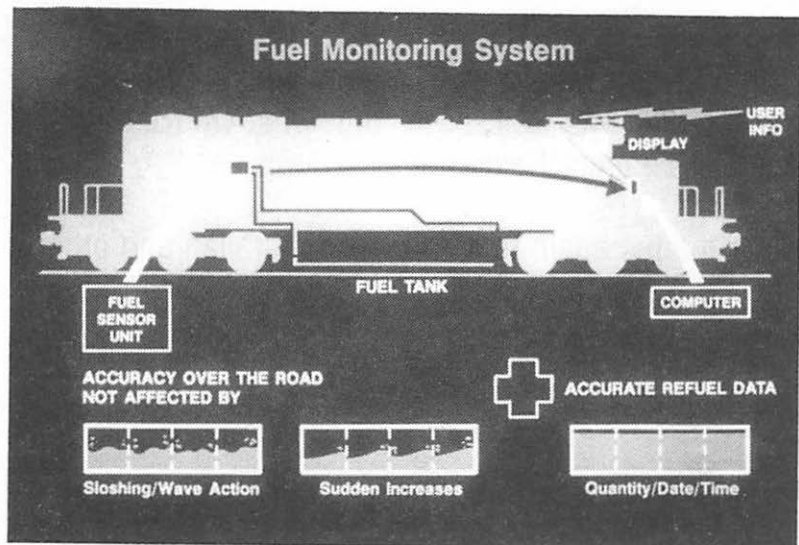 Fuel Monitoring System
USER
INFO
DISPLAY
FUEL TANK
FUEL
SENSOR
UNIT
COMPUTER
ACCURACY OVER THE ROAD
NOT AFFECTED BY
ACCURATE REFUEL DATA
Sloshing/Wave Action
Sudden Increases
Quantity/Date/Time